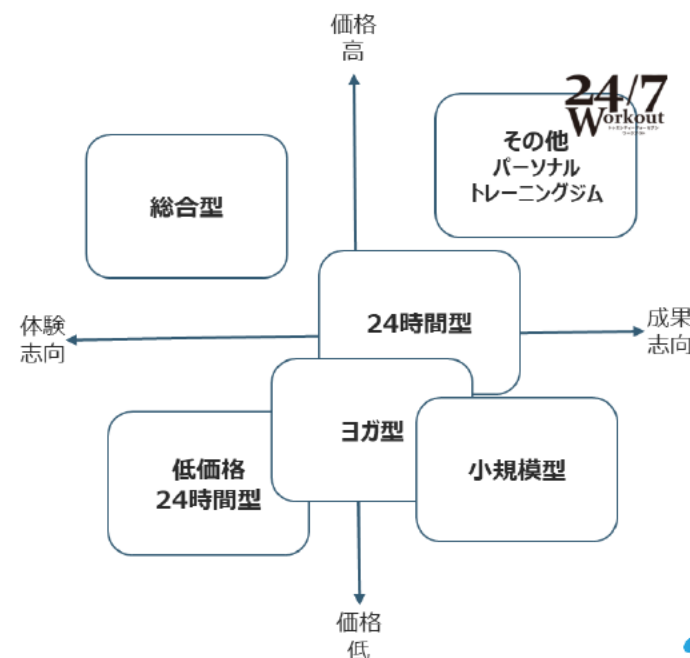 価格
高
24/7
Workout
その他
パーソナル
トレーニングジム
総合型
24時間型
体験
志向
成果
志向
ヨガ型
低価格
24時間型
小規模型
価格
低